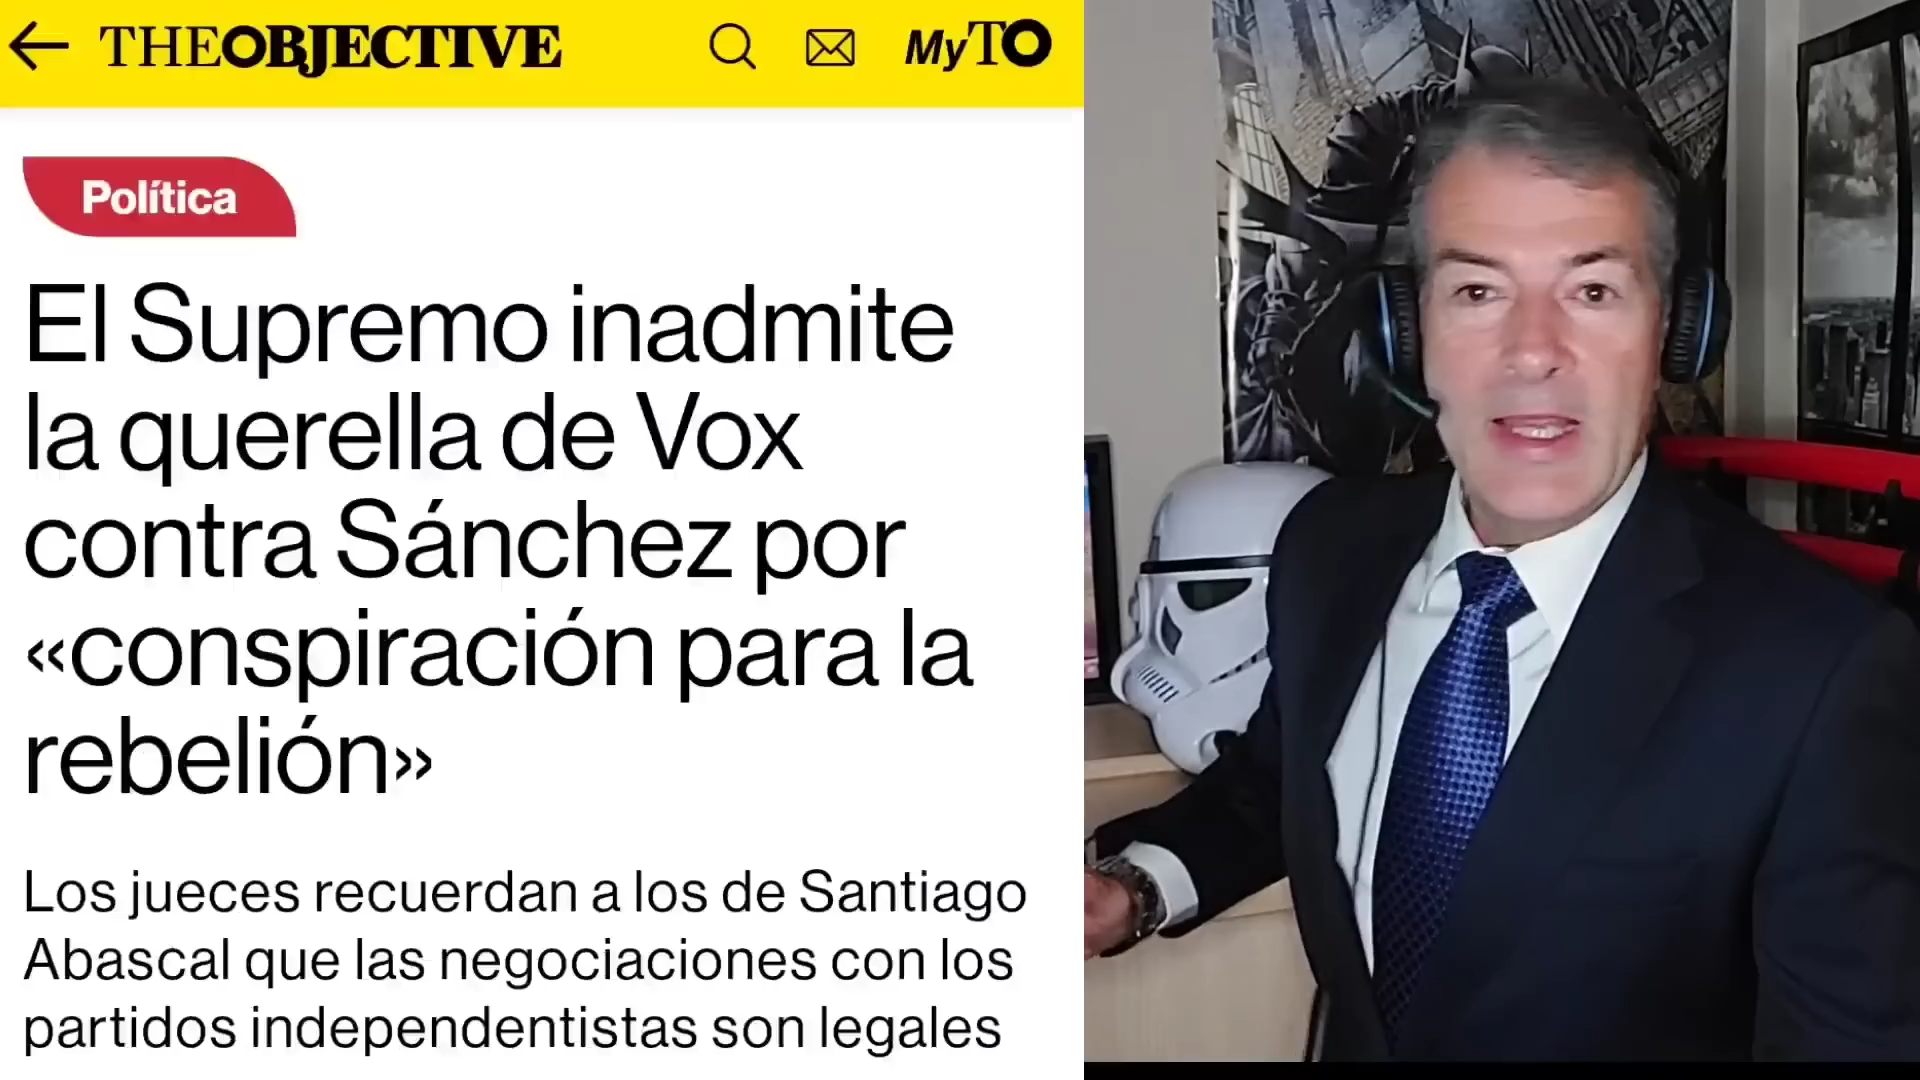 THEOBJECTIVE
MyTO
Política
El Supremo inadmite
la querella de Vox
contra Sánchez por
«conspiración para la
rebelión»
Los jueces recuerdan a los de Santiago
Abascal que las negociaciones con los
partidos independentistas son legales